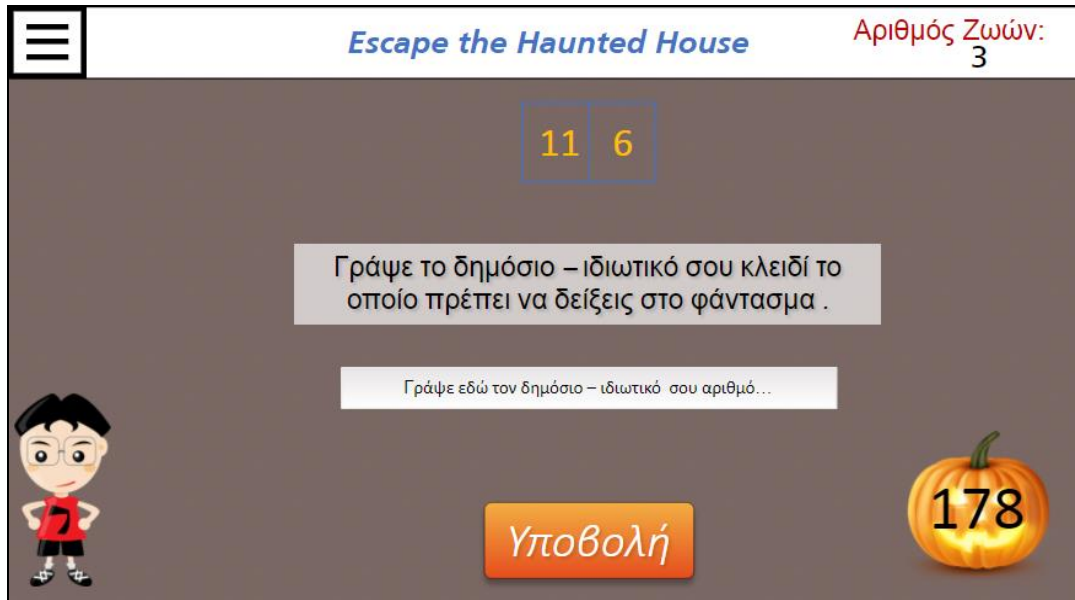 Escape the Haunted House
Αριθμός Ζωών:
3
11 6
Γράψε το δημόσιο – ιδιωτικό σου κλειδί το
οποίο πρέπει να δείξεις στο φάντασμα .
Γράψε εδώ τον δημόσιο – ιδιωτικό σου αριθμό...
178
Υποβολή